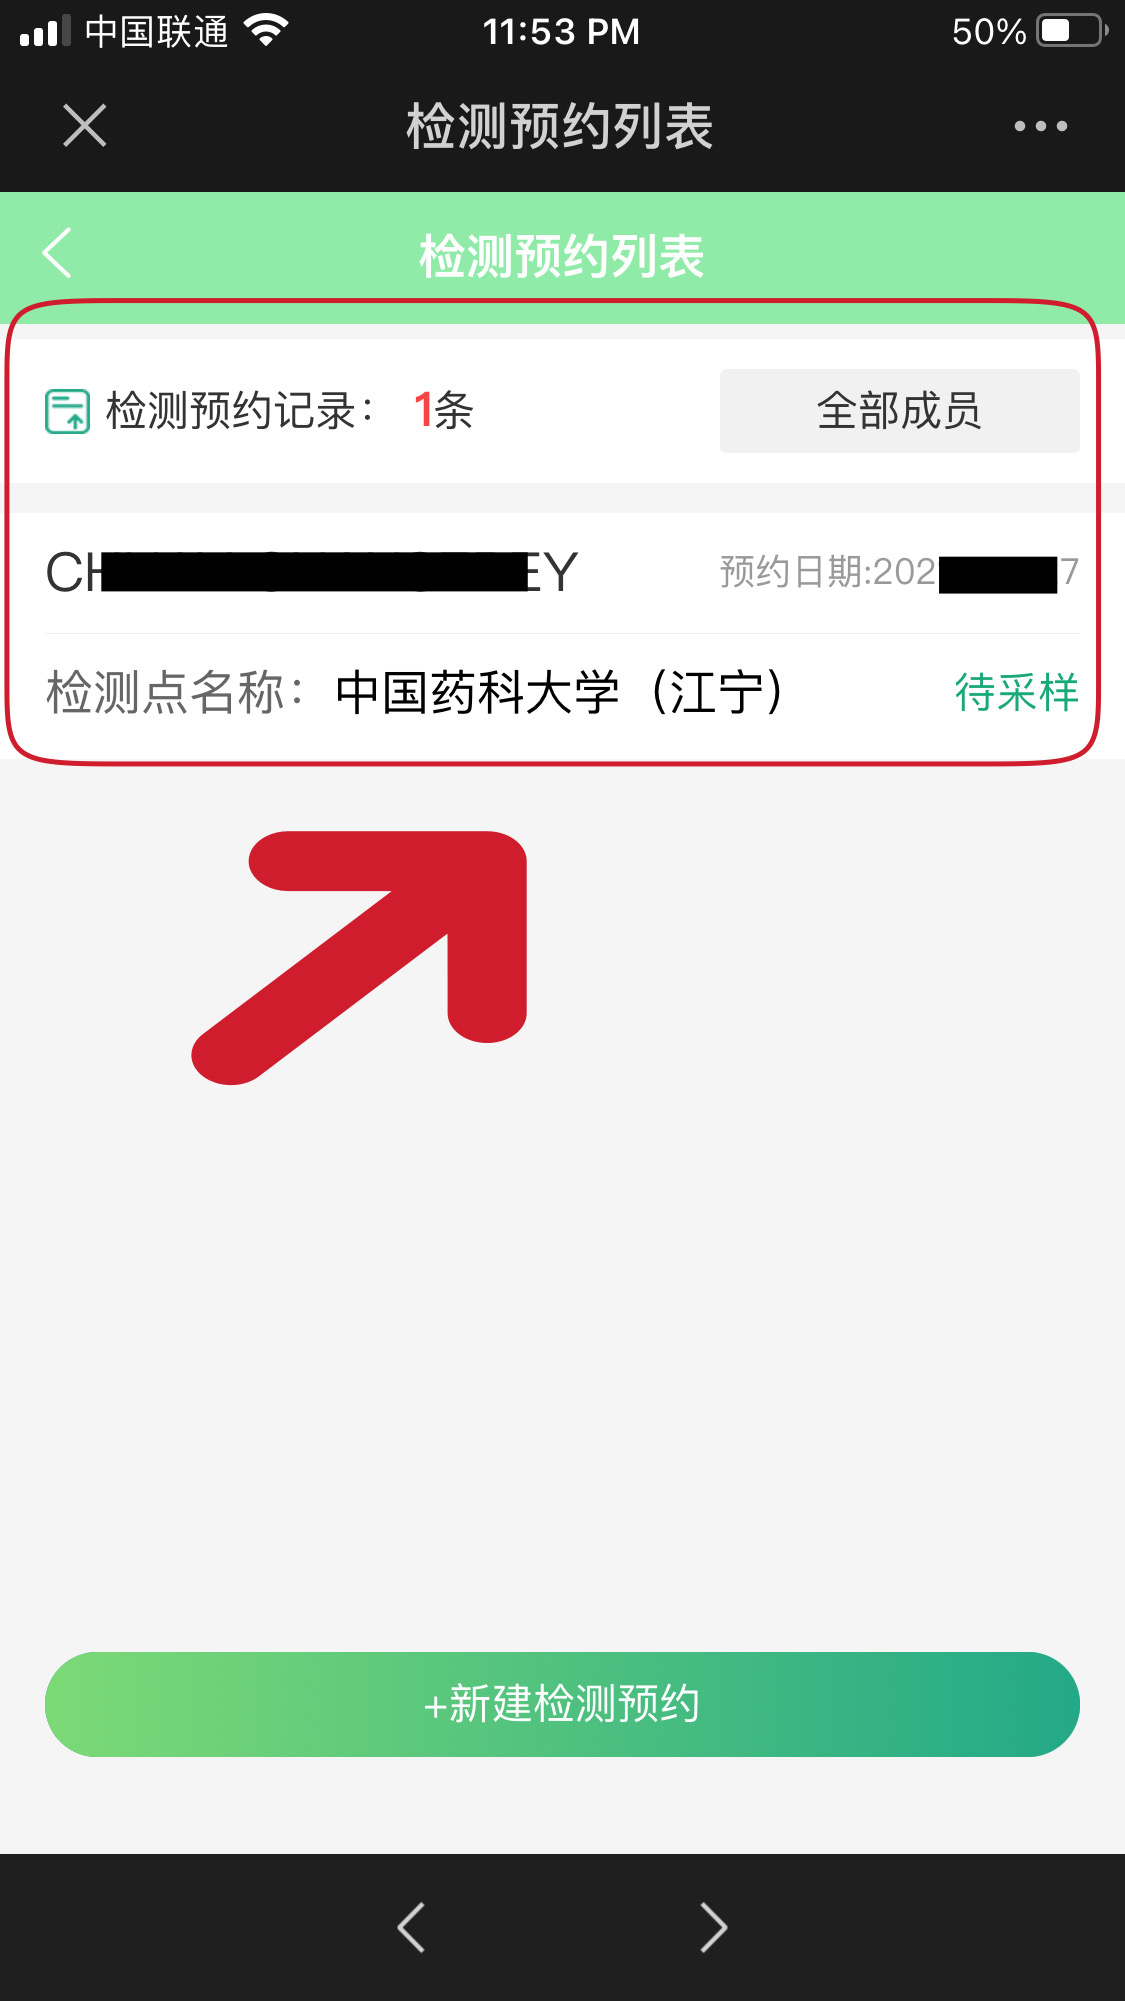 中国联通 11:53 PM 50%
检测预约列表
检测预约列表
检测预约记录： 1条 全部成员
CH EY 预约日期:202 7
检测点名称： 中国药科大学（江宁） 待采样
+新建检测预约